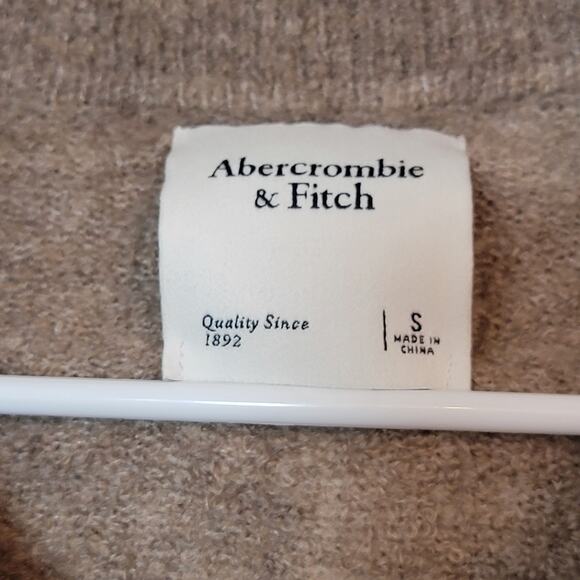 Abercrombie
& Fitch
Quality Since
1892
S
MADE IN
CHINA